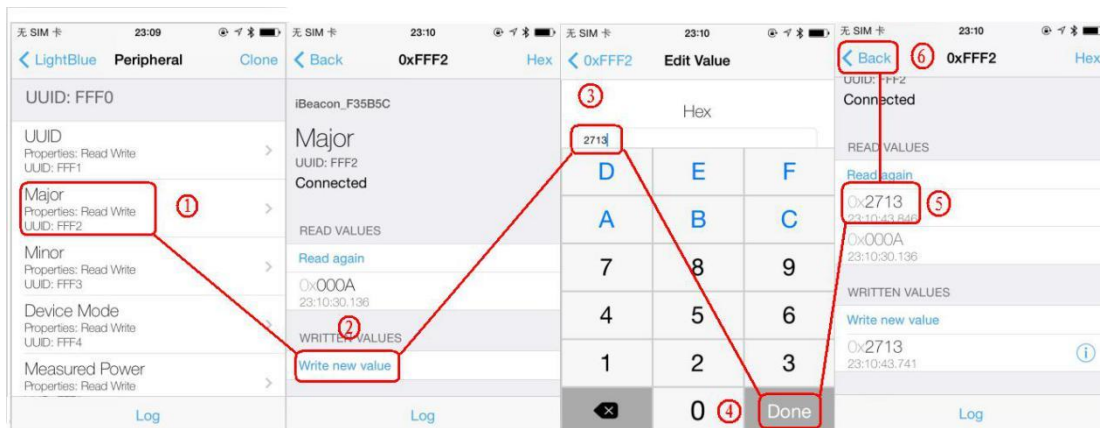 无 SIM 卡 23:09
< LightBlue Peripheral Clone
UUID: FFF0
UUID
Properties: Read Write
UUID: FFF1
Major
Properties: Read Write
UUID: FFF2
①
Minor
Properties: Read Write
UUID: FFF3
Device Mode
Properties: Read Write
UUID: FFF4
Measured Power
Properties: Read Write
Log
无 SIM 卡 23:10
< Back 0xFFF2 Hex
iBeacon_F35B5C
Major
UUID: FFF2
Connected
READ VALUES
Read again
0x000A
23:10:30.136
②
WRITTEN VALUES
Write new value
Log
无 SIM 卡 23:10
< 0xFFF2 Edit Value
③
Hex
2713
D E F
A B C
7 8 9
4 5 6
1 2 3
0 ④ Done
无 SIM 卡 23:10
< Back ⑥ 0xFFF2 Hex
UUID: FFF2
Connected
READ VALUES
Read again
0x2713 ⑤
23:10:43.846
0x000A
23:10:30.136
WRITTEN VALUES
Write new value
0x2713
23:10:43.741
Log